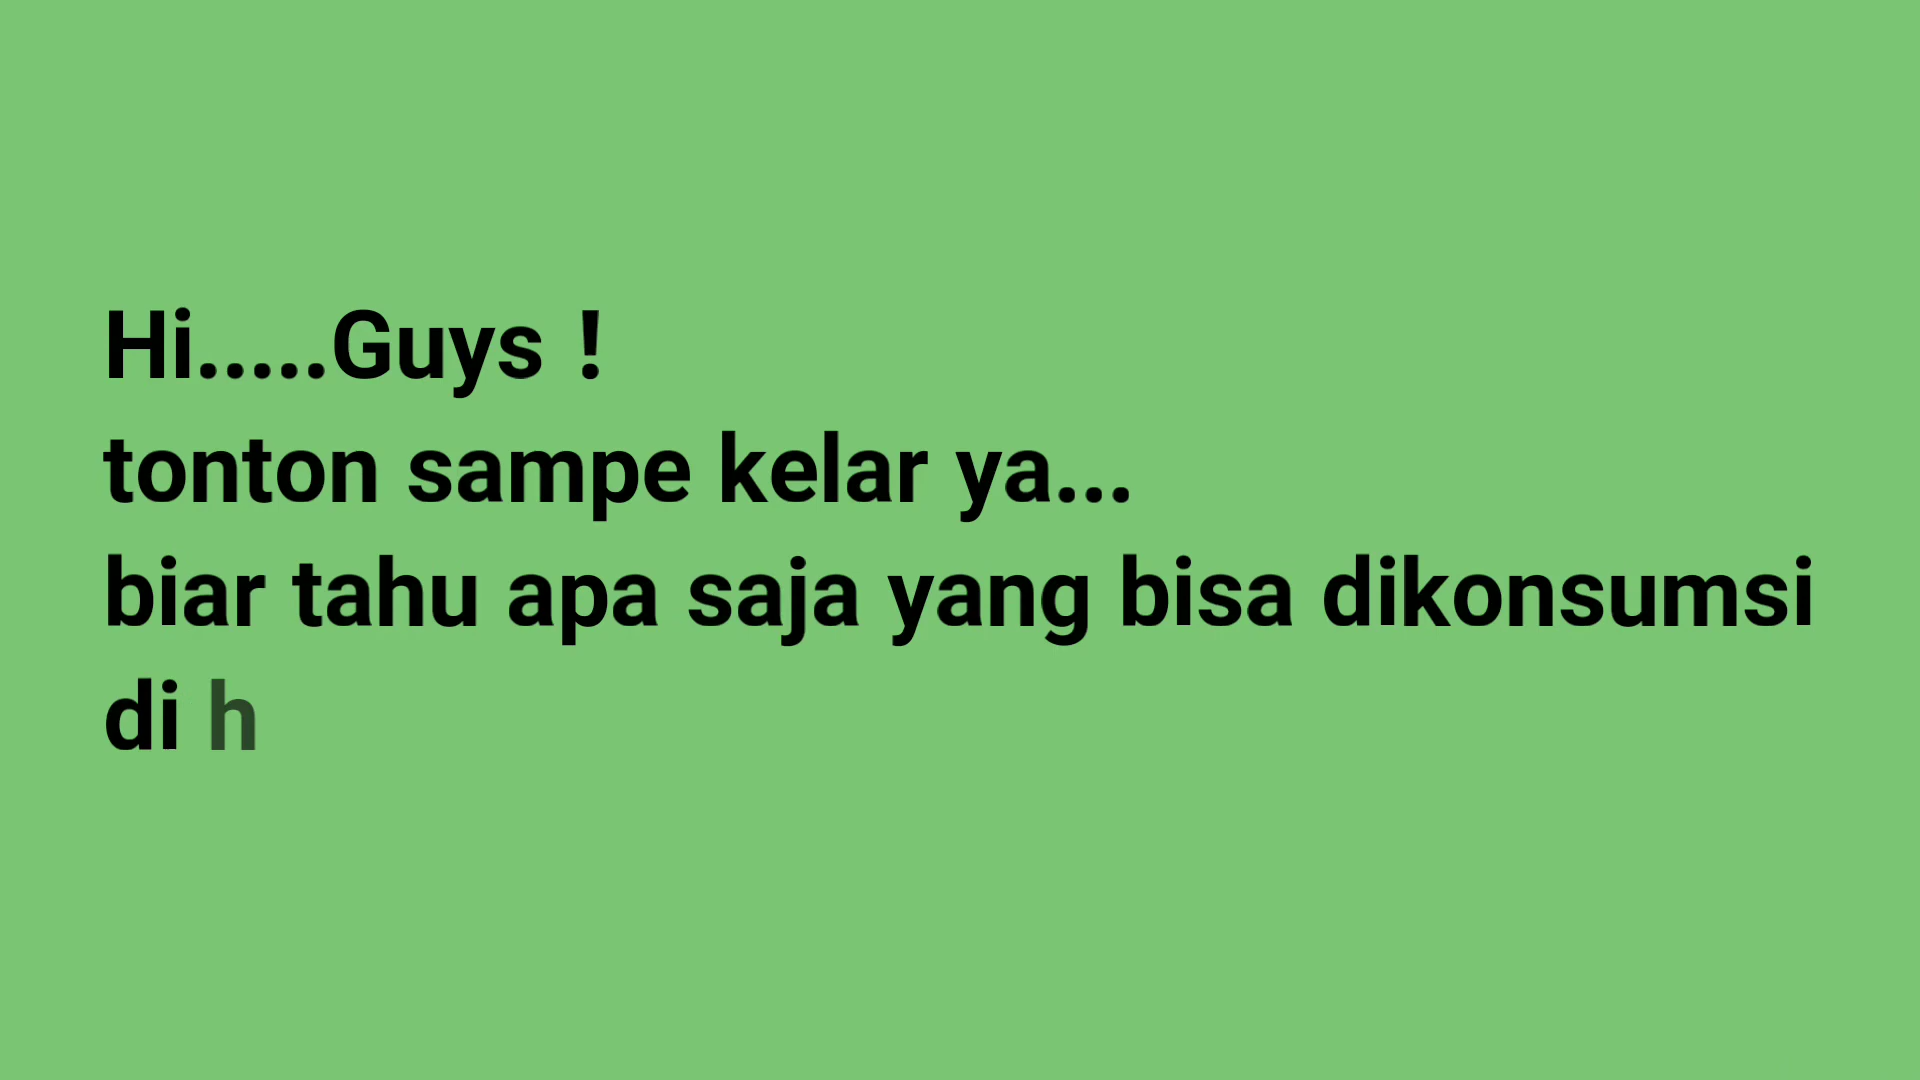 Hi.....Guys !
tonton sampe kelar ya...
biar tahu apa saja yang bisa dikonsumsi
di h